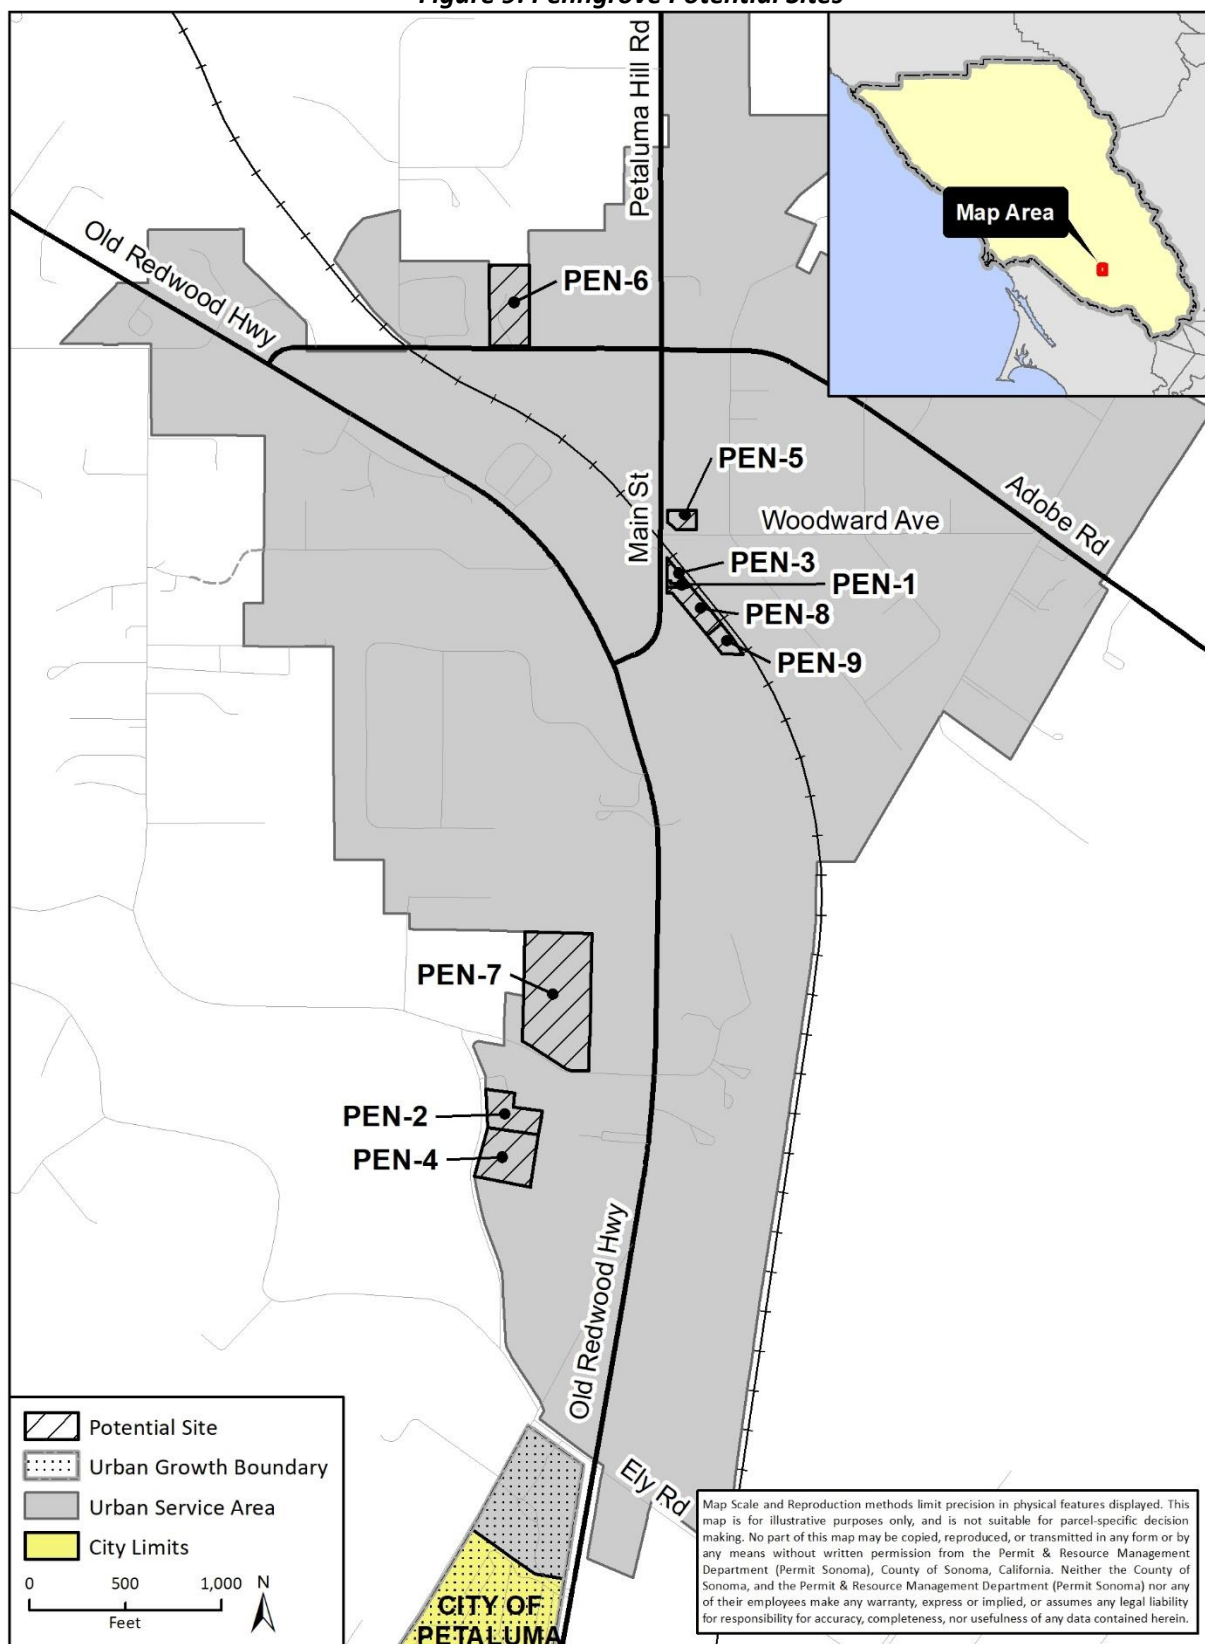 Figure 9: Penngrove Potential Sites
Petaluma Hill Rd
Map Area
Old Redwood Hwy
PEN-6
PEN-5
Main St
Woodward Ave
Adobe Rd
PEN-3
PEN-1
PEN-8
PEN-9
PEN-7
PEN-2
PEN-4
Old Redwood Hwy
Ely Rd
Potential Site
Urban Growth Boundary
Urban Service Area
City Limits
0 500 1,000 N
Feet
CITY OF
PETALUMA
Map Scale and Reproduction methods limit precision in physical features displayed. This
map is for illustrative purposes only, and is not suitable for parcel-specific decision
making. No part of this map may be copied, reproduced, or transmitted in any form or by
any means without written permission from the Permit & Resource Management
Department (Permit Sonoma), County of Sonoma, California. Neither the County of
Sonoma, and the Permit & Resource Management Department (Permit Sonoma) nor any
of their employees make any warranty, express or implied, or assumes any legal liability
for responsibility for accuracy, completeness, nor usefulness of any data contained herein.